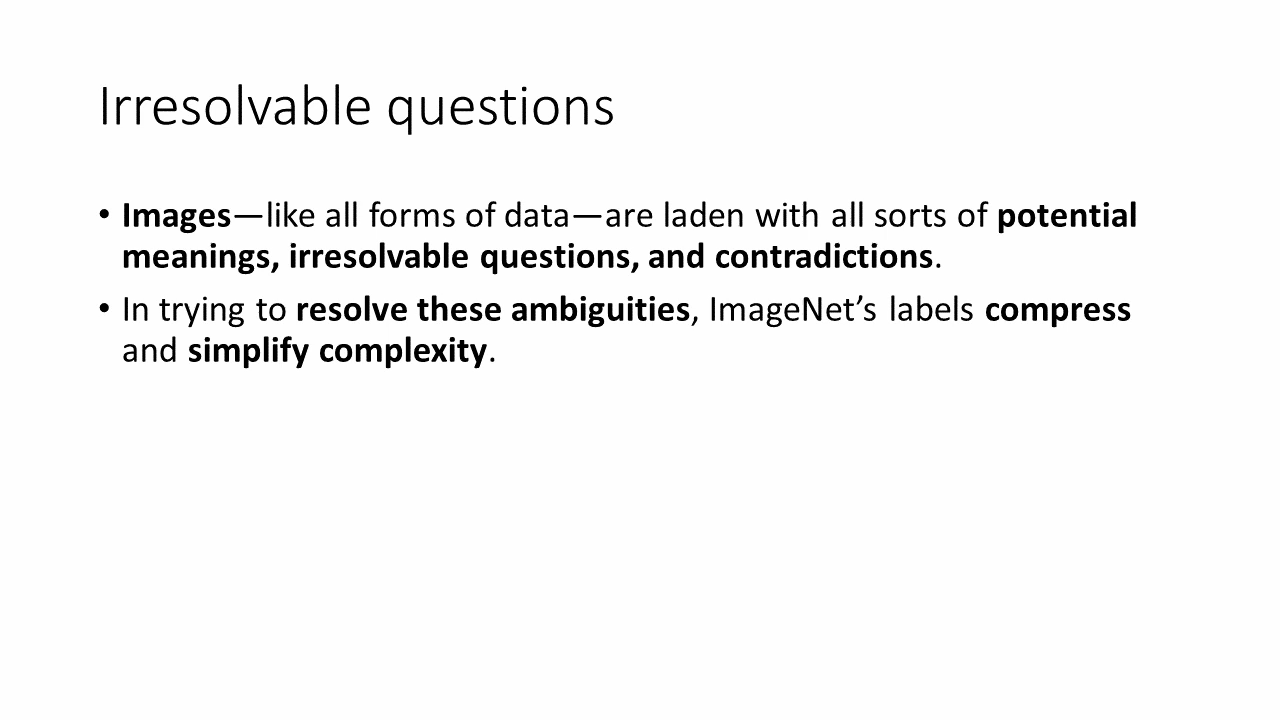 Irresolvable questions
• Images—like all forms of data—are laden with all sorts of potential
meanings, irresolvable questions, and contradictions.
• In trying to resolve these ambiguities, ImageNet’s labels compress
and simplify complexity.